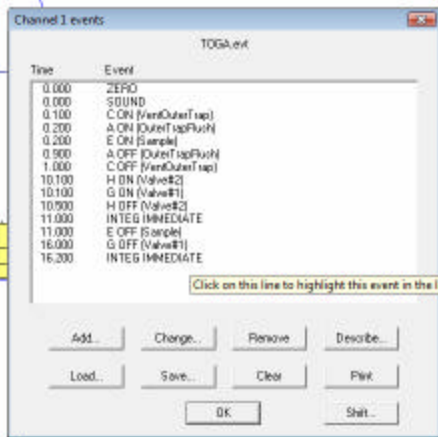 Channel 1 events
TOGA.evt
Time Event
0.000 ZERO
0.000 SOUND
0.100 C ON (VentOuterTrap)
0.200 A ON (OuterTrapFlush)
0.200 E ON (Sample)
0.900 A OFF (OuterTrapFlush)
1.000 C OFF (VentOuterTrap)
10.100 H ON (Valve#2)
10.100 G ON (Valve#1)
10.500 H OFF (Valve#2)
11.000 INTEG IMMEDIATE
11.000 E OFF (Sample)
16.000 G OFF (Valve#1)
16.200 INTEG IMMEDIATE
Click on this line to highlight this event in the l
Add... Change... Remove Describe...
Load... Save... Clear Print
OK Shift...